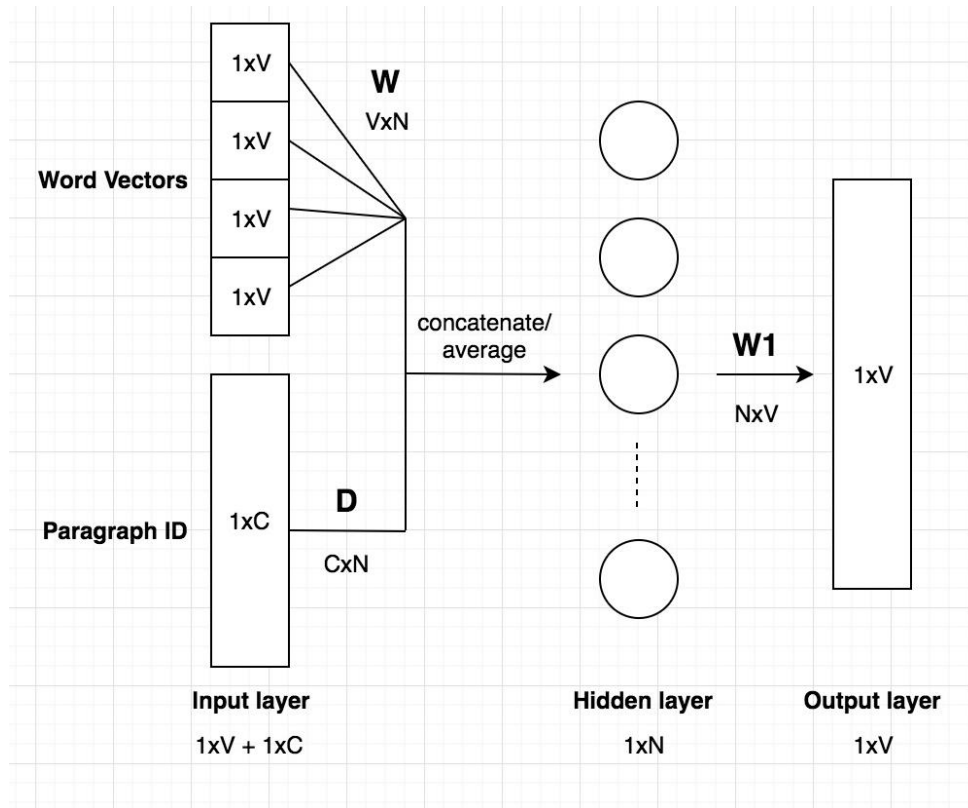 1xV
W
VxN
1xV
Word Vectors
1xV
1xV
concatenate/
average
W1
1xV
NxV
1xC
D
Paragraph ID
CxN
Input layer
Hidden layer
Output layer
1xV + 1xC
1xN
1xV